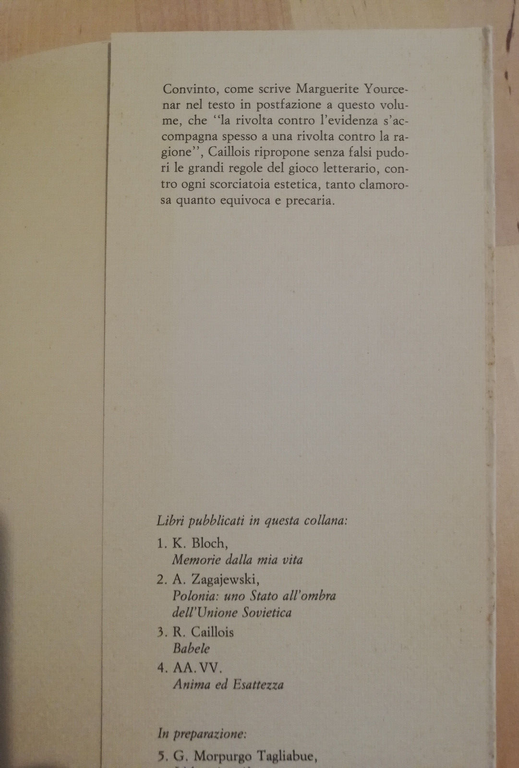 Convinto, come scrive Marguerite Yource-
nar nel testo in postfazione a questo volu-
me, che "la rivolta contro l'evidenza s'ac-
compagna spesso a una rivolta contro la ra-
gione", Caillois ripropone senza falsi pudo-
ri le grandi regole del gioco letterario, con-
tro ogni scorciatoia estetica, tanto clamoro-
sa quanto equivoca e precaria.
Libri pubblicati in questa collana:
1. K. Bloch,
Memorie dalla mia vita
2. A. Zagajewski,
Polonia: uno Stato all'ombra
dell'Unione Sovietica
3. R. Caillois
Babele
4. AA.VV.
Anima ed Esattezza
In preparazione:
5. G. Morpurgo Tagliabue,